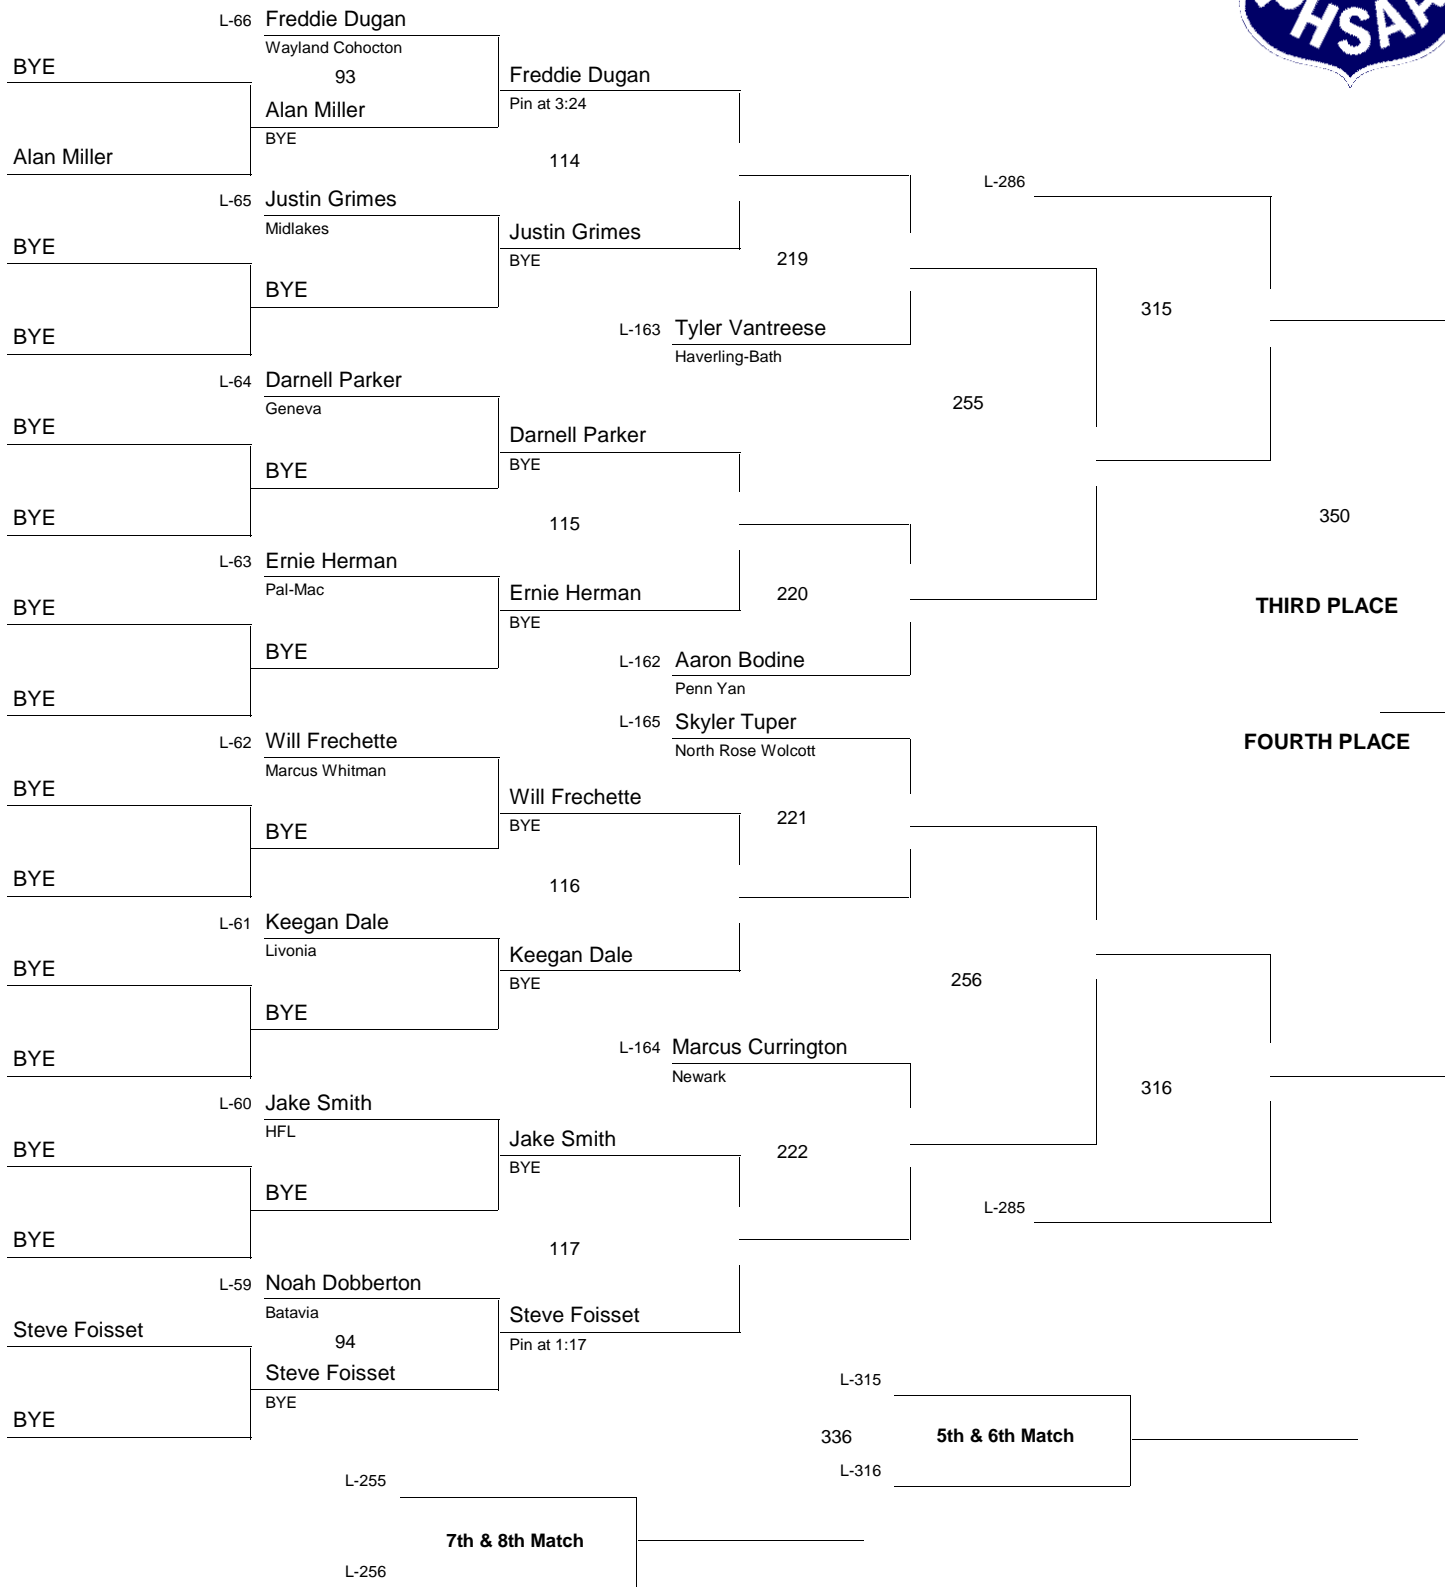 L-66 Freddie Dugan
Wayland Cohocton
BYE
93
Freddie Dugan
Pin at 3:24
Alan Miller
BYE
Alan Miller
114
L-286
L-65 Justin Grimes
Midlakes
Justin Grimes
BYE
BYE
219
BYE
315
L-163 Tyler Vantreese
BYE
Haverling-Bath
L-64 Darnell Parker
Geneva
255
BYE
Darnell Parker
BYE
BYE
BYE
115
350
L-63 Ernie Herman
Pal-Mac
Ernie Herman
220
BYE
BYE
THIRD PLACE
BYE
L-162 Aaron Bodine
Penn Yan
BYE
L-165 Skyler Tuper
North Rose Wolcott
L-62 Will Frechette
Marcus Whitman
FOURTH PLACE
BYE
Will Frechette
BYE
221
BYE
BYE
116
L-61 Keegan Dale
Livonia
Keegan Dale
BYE
BYE
256
BYE
L-164 Marcus Currington
Newark
BYE
316
L-60 Jake Smith
HFL
Jake Smith
BYE
BYE
222
BYE
L-285
BYE
117
L-59 Noah Dobberton
Batavia
Steve Foisset
Steve Foisset
94
Pin at 1:17
Steve Foisset
BYE
L-315
BYE
336
5th & 6th Match
L-316
L-255
7th & 8th Match
L-256